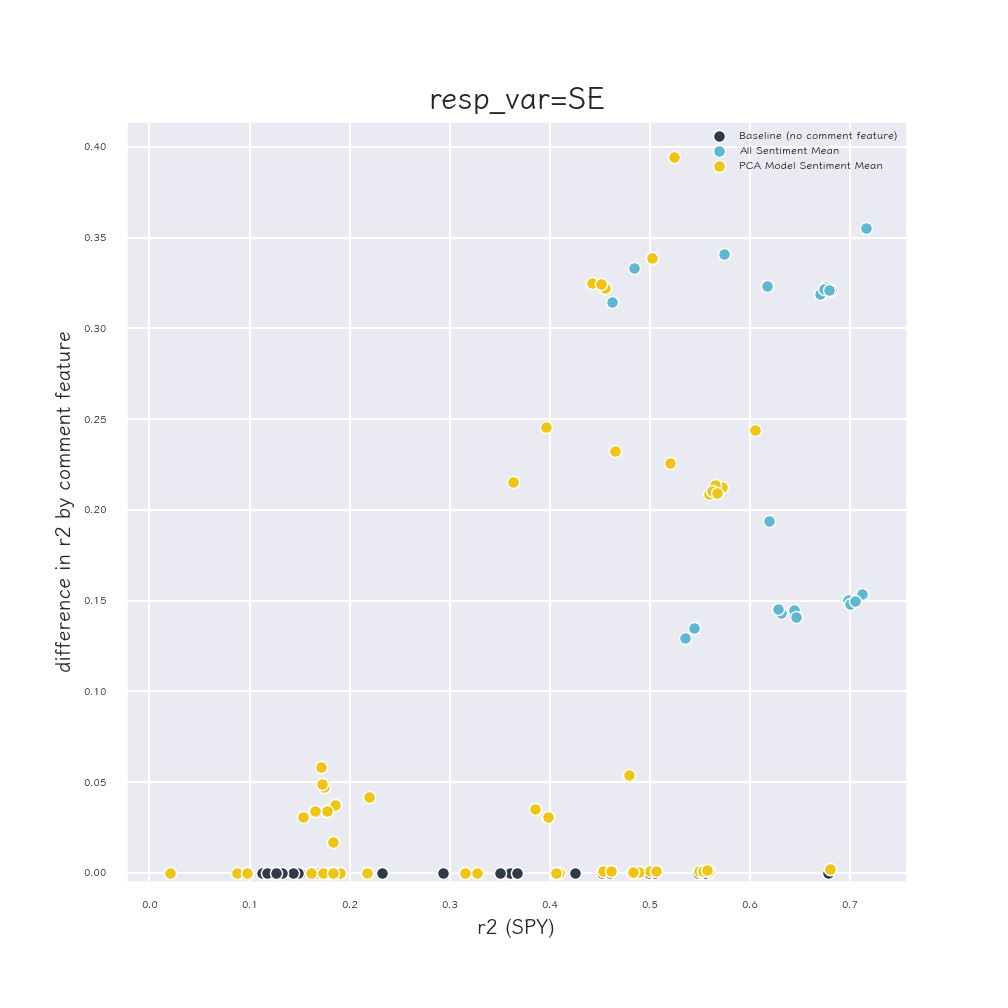 resp_var=SE
Baseline (no comment feature)
All Sentiment Mean
PCA Model Sentiment Mean
0.40
0.35
0.30
0.25
0.20
0.15
0.10
0.05
0.00
difference in r2 by comment feature
0.0 0.1 0.2 0.3 0.4 0.5 0.6 0.7
r2 (SPY)